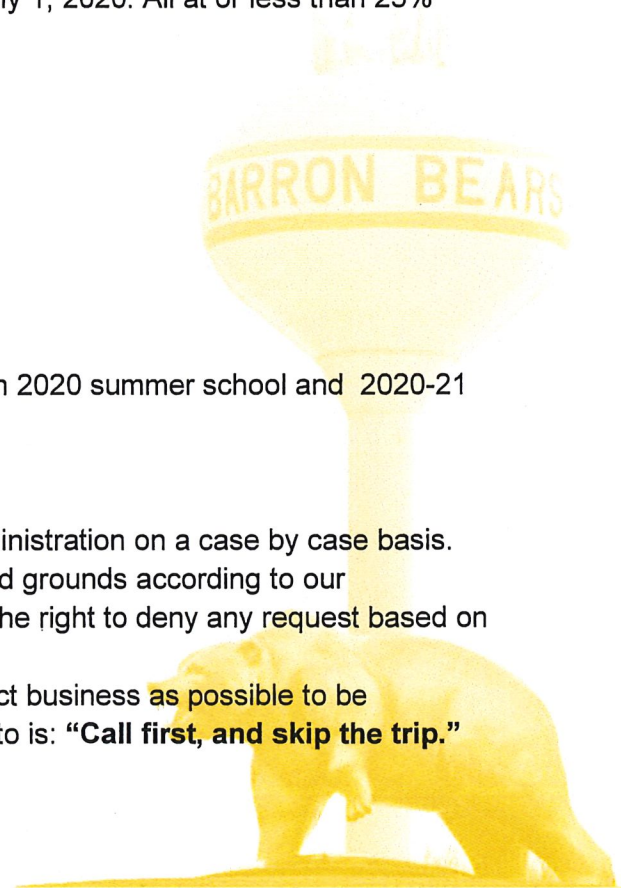 y 1, 2020. All at or less than 25%
BARRON BEARS
n 2020 summer school and 2020-21
inistration on a case by case basis.
d grounds according to our
he right to deny any request based on
ct business as possible to be
to is: “Call first, and skip the trip.”